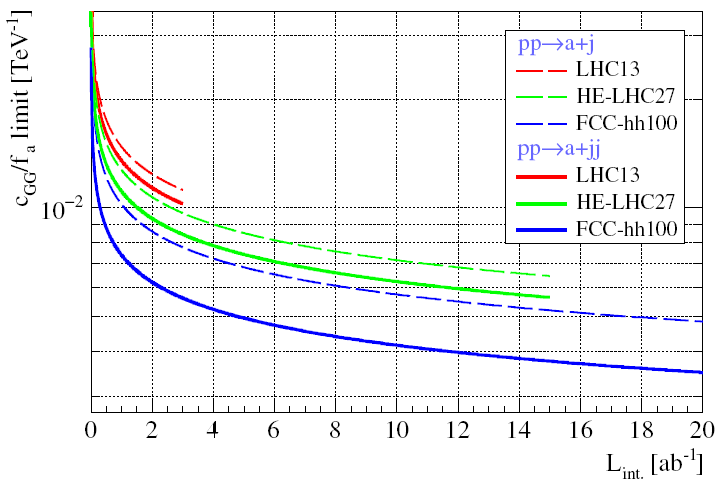 c_GG/f_a limit [TeV⁻¹]
pp→a+j
LHC13
HE-LHC27
FCC-hh100
pp→a+jj
LHC13
HE-LHC27
FCC-hh100
10⁻²
0 2 4 6 8 10 12 14 16 18 20
L_int. [ab⁻¹]